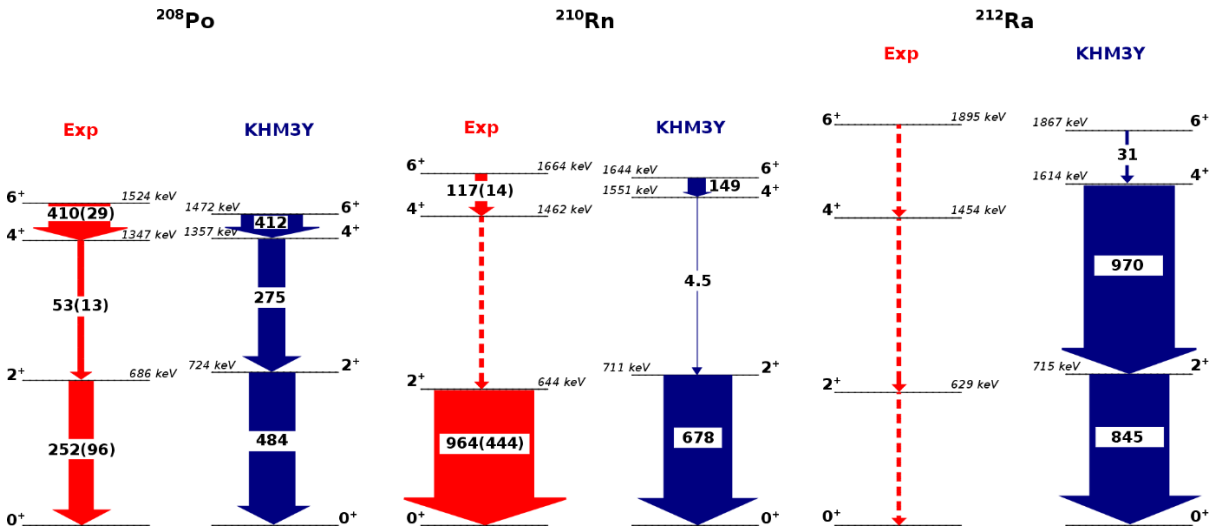 ²⁰⁸Po
²¹⁰Rn
²¹²Ra
Exp
KHM3Y
Exp
KHM3Y
Exp
KHM3Y
6⁺
1524 keV
410(29)
4⁺
1347 keV
53(13)
2⁺
686 keV
252(96)
0⁺
1472 keV
6⁺
412
1357 keV
4⁺
275
724 keV
2⁺
484
0⁺
6⁺
1664 keV
117(14)
4⁺
1462 keV
2⁺
644 keV
964(444)
0⁺
1644 keV
6⁺
149
1551 keV
4⁺
4.5
711 keV
2⁺
678
0⁺
6⁺
1895 keV
4⁺
1454 keV
2⁺
629 keV
0⁺
1867 keV
6⁺
31
1614 keV
4⁺
970
715 keV
2⁺
845
0⁺